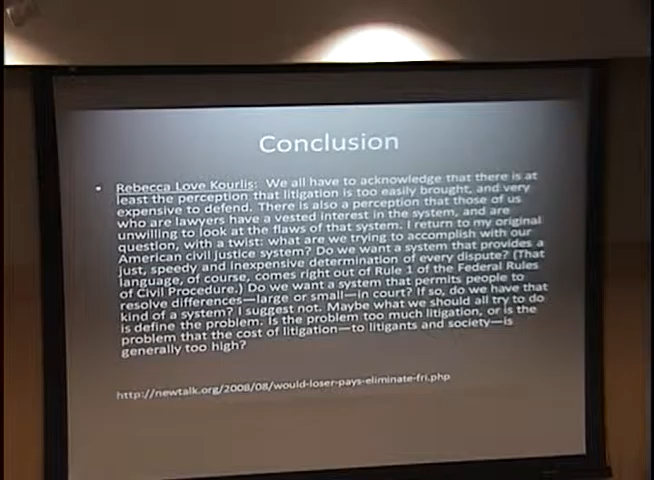 Conclusion
• Rebecca Love Kourlis: We all have to acknowledge that there is at
least the perception that litigation is too easily brought, and very
expensive to defend. There is also a perception that those of us
who are lawyers have a vested interest in the system, and are
unwilling to look at the flaws of that system. I return to my original
question, with a twist: what are we trying to accomplish with our
American civil justice system? Do we want a system that provides a
just, speedy and inexpensive determination of every dispute? (That
language, of course, comes right out of Rule 1 of the Federal Rules
of Civil Procedure.) Do we want a system that permits people to
resolve differences—large or small—in court? If so, do we have that
kind of a system? I suggest not. Maybe what we should all try to do
is define the problem. Is the problem too much litigation, or is the
problem that the cost of litigation—to litigants and society—is
generally too high?
http://newtalk.org/2008/08/would-loser-pays-eliminate-fri.php